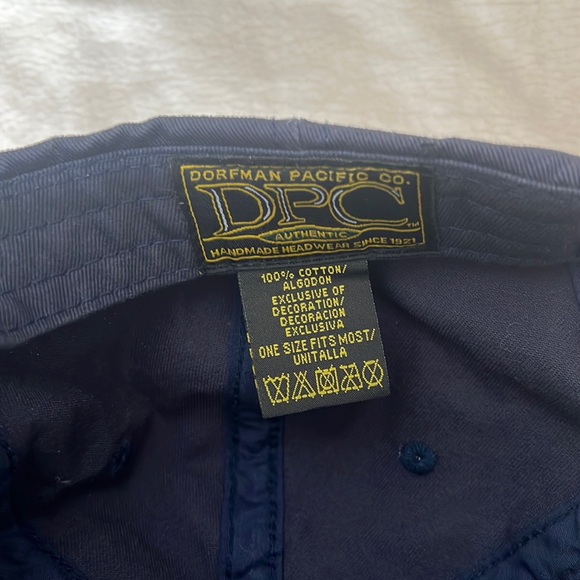 DORFMAN PACIFIC CO.
DPC™
AUTHENTIC
HANDMADE HEADWEAR SINCE 1921
100% COTTON/
ALGODON
EXCLUSIVE OF
DECORATION/
DECORACION
EXCLUSIVA
ONE SIZE FITS MOST/
UNITALLA